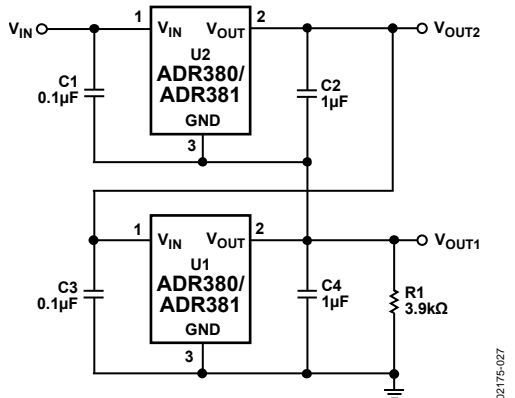 VIN
1
VIN
VOUT
2
VOUT2
U2
ADR380/
ADR381
C1
0.1µF
C2
1µF
GND
3
1
VIN
VOUT
2
VOUT1
U1
ADR380/
ADR381
C3
0.1µF
C4
1µF
R1
3.9kΩ
GND
3
02175-027